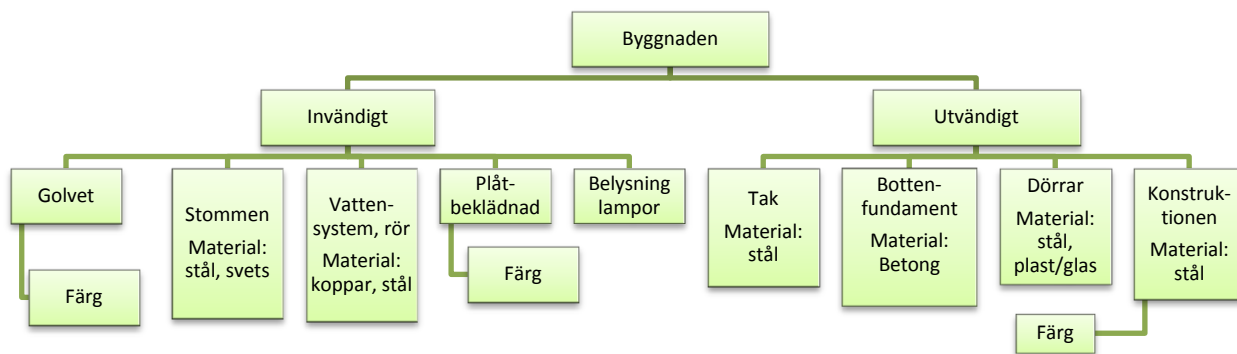 Byggnaden
Invändigt
Utvändigt
Golvet
Färg
Stommen
Material:
stål, svets
Vatten-
system, rör
Material:
koppar, stål
Plåt-
beklädnad
Färg
Belysning
lampor
Tak
Material:
stål
Botten-
fundament
Material:
Betong
Dörrar
Material:
stål,
plast/glas
Konstruk-
tionen
Material:
stål
Färg